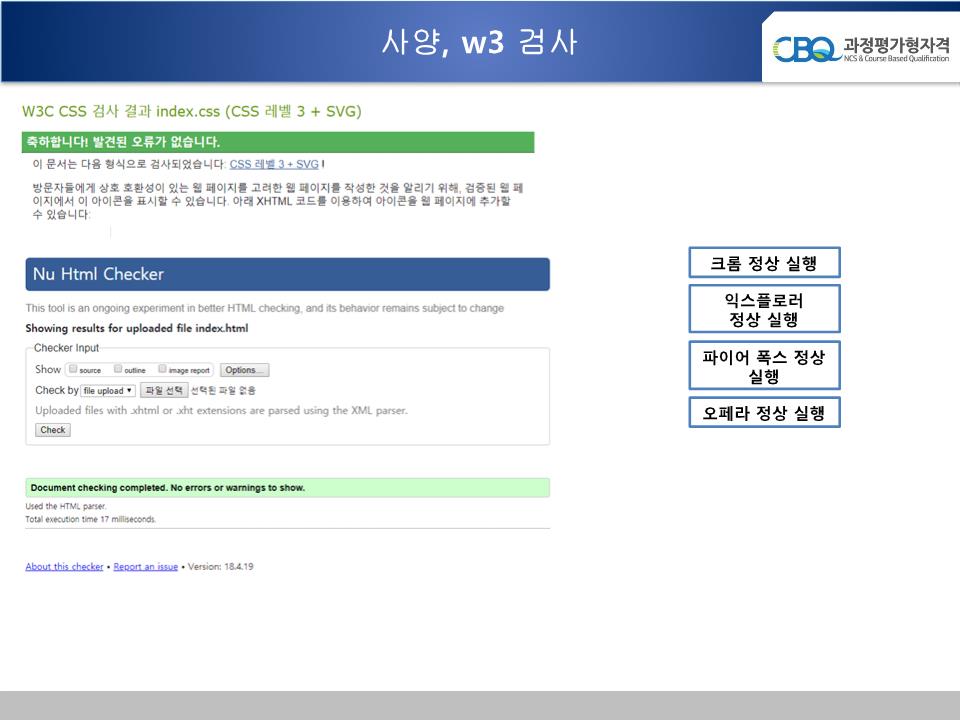 사양, w3 검사
CBQ 과정평가형자격
NCS & Course Based Qualification
W3C CSS 검사 결과 index.css (CSS 레벨 3 + SVG)
축하합니다! 발견된 오류가 없습니다.
이 문서는 다음 형식으로 검사되었습니다: CSS 레벨 3 + SVG !
방문자들에게 상호 호환성이 있는 웹 페이지를 고려한 웹 페이지를 작성한 것을 알리기 위해, 검증된 웹 페
이지에서 이 아이콘을 표시할 수 있습니다. 아래 XHTML 코드를 이용하여 아이콘을 웹 페이지에 추가할
수 있습니다:
Nu Html Checker
This tool is an ongoing experiment in better HTML checking, and its behavior remains subject to change
Showing results for uploaded file index.html
Checker Input
Show source outline image report Options...
Check by file upload 파일 선택 선택된 파일 없음
Uploaded files with .xhtml or .xht extensions are parsed using the XML parser.
Check
Document checking completed. No errors or warnings to show.
Used the HTML parser.
Total execution time 17 milliseconds.
About this checker • Report an issue • Version: 18.4.19
크롬 정상 실행
익스플로러
정상 실행
파이어 폭스 정상
실행
오페라 정상 실행